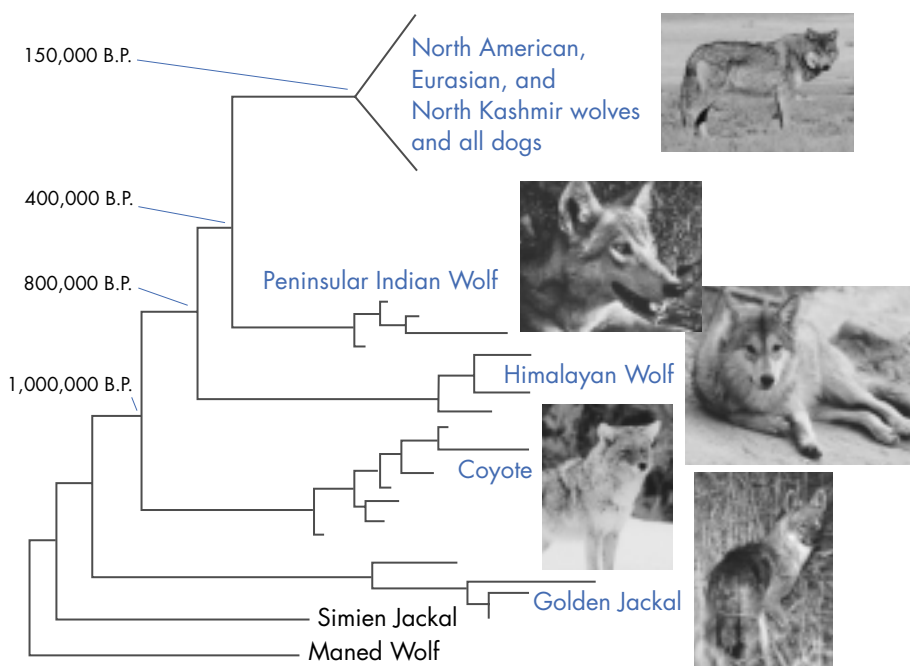 150,000 B.P.
North American,
Eurasian, and
North Kashmir wolves
and all dogs
400,000 B.P.
800,000 B.P.
Peninsular Indian Wolf
1,000,000 B.P.
Himalayan Wolf
Coyote
Golden Jackal
Simien Jackal
Maned Wolf